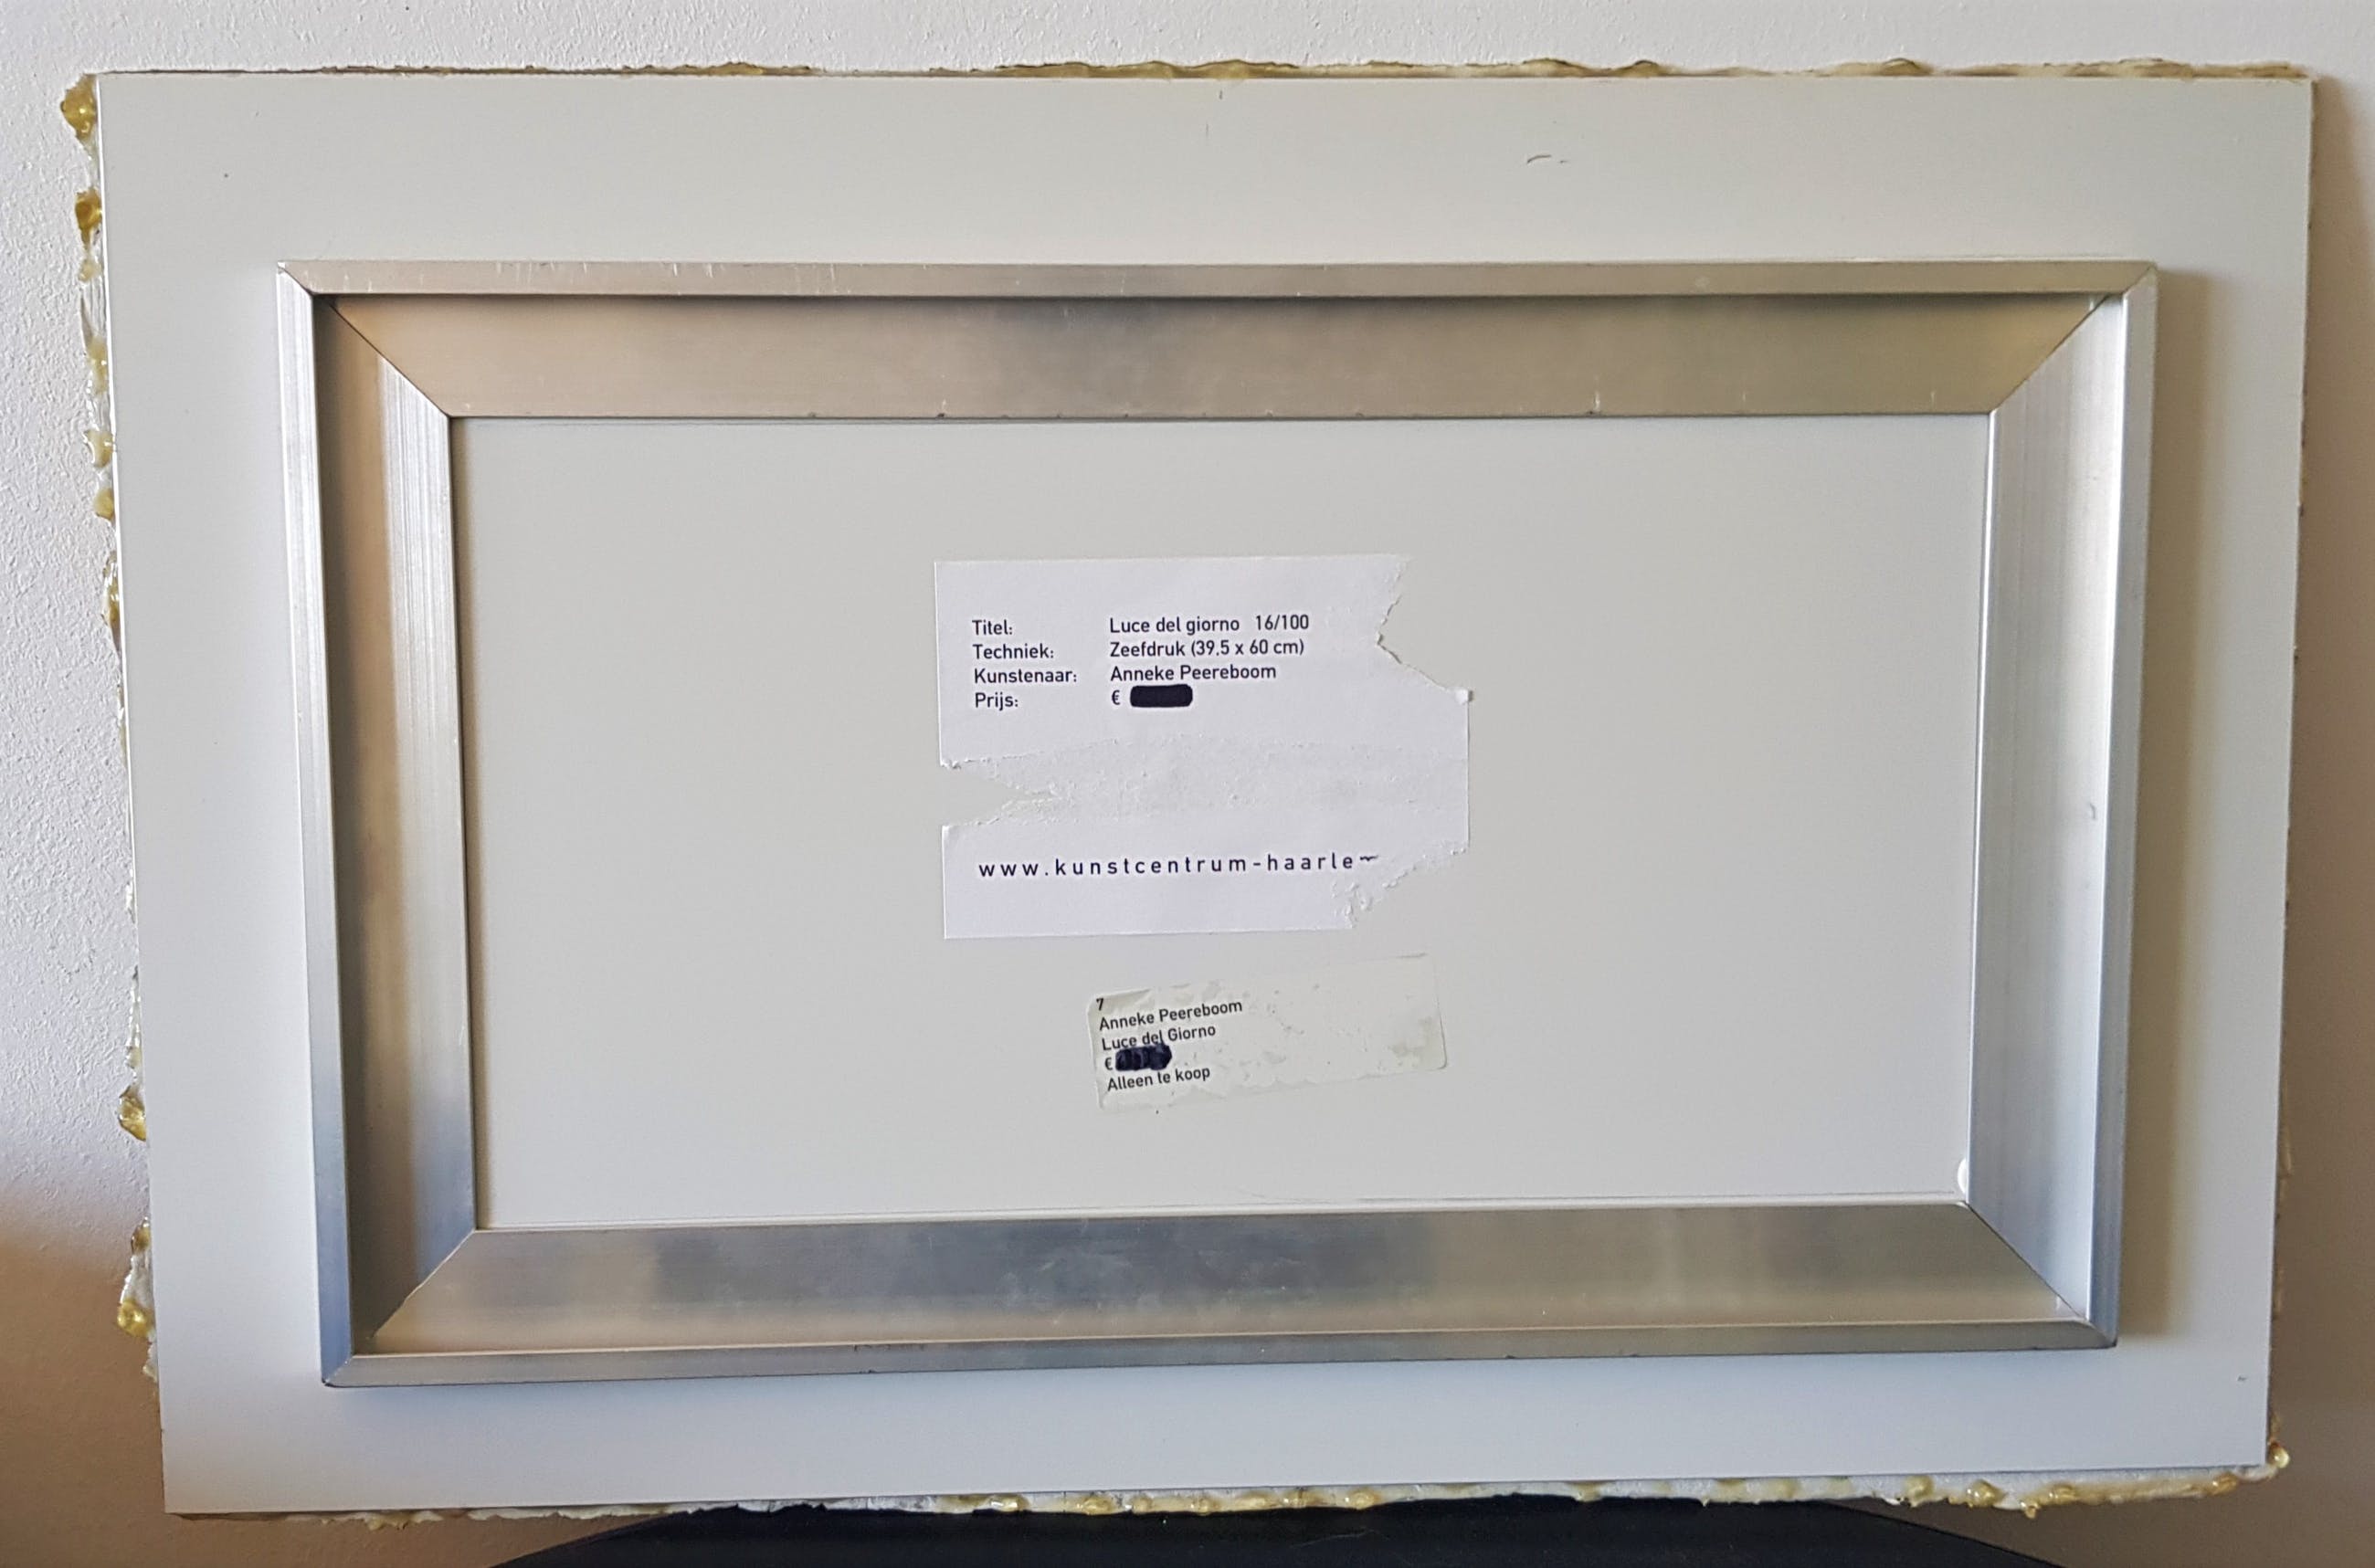 Titel: Luce del giorno 16/100
Techniek: Zeefdruk (39.5 x 60 cm)
Kunstenaar: Anneke Peereboom
Prijs: €
www.kunstcentrum-haarle
7
Anneke Peereboom
Luce del Giorno
€
Alleen te koop